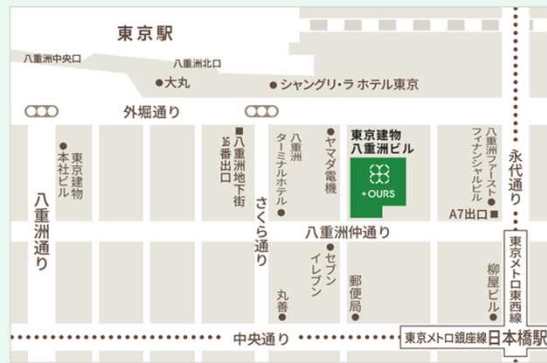 東京駅
八重洲中央口
八重洲北口
大丸
シャングリ・ラ ホテル東京
外堀通り
東京建物
本社ビル
八重洲地下街
16番出口
八重洲
ターミナルホテル
ヤマダ電機
東京建物
八重洲ビル
+OURS
八重洲ファースト
フィナンシャルビル
A7出口
永代通り
八重洲通り
さくら通り
八重洲仲通り
セブン
イレブン
丸善
郵便局
柳屋ビル
東京メトロ東西線
中央通り
東京メトロ銀座線
日本橋駅